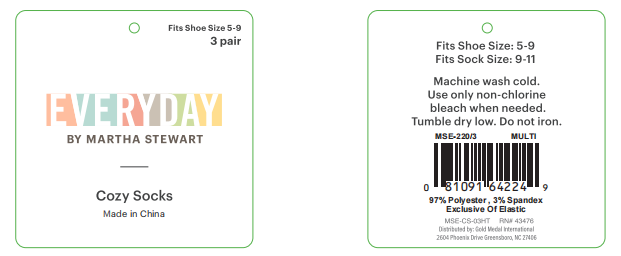 Fits Shoe Size 5-9
3 pair
EVERYDAY
BY MARTHA STEWART
Cozy Socks
Made in China
Fits Shoe Size: 5-9
Fits Sock Size: 9-11
Machine wash cold.
Use only non-chlorine
bleach when needed.
Tumble dry low. Do not iron.
MSE-220/3 MULTI
0 81091 64224 9
97% Polyester, 3% Spandex
Exclusive Of Elastic
MSE-CS-03HT RN# 43476
Distributed by: Gold Medal International
2604 Phoenix Drive Greensboro, NC 27406